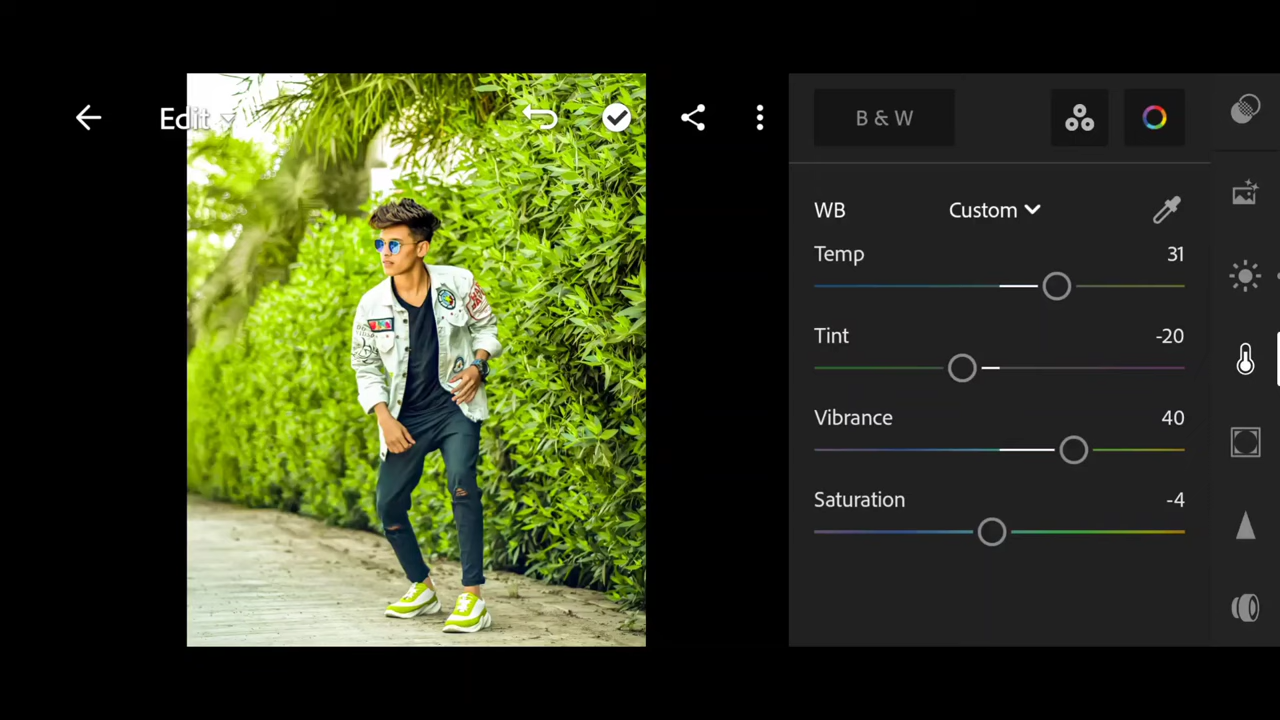 Edit
B & W
WB Custom
Temp 31
Tint -20
Vibrance 40
Saturation -4